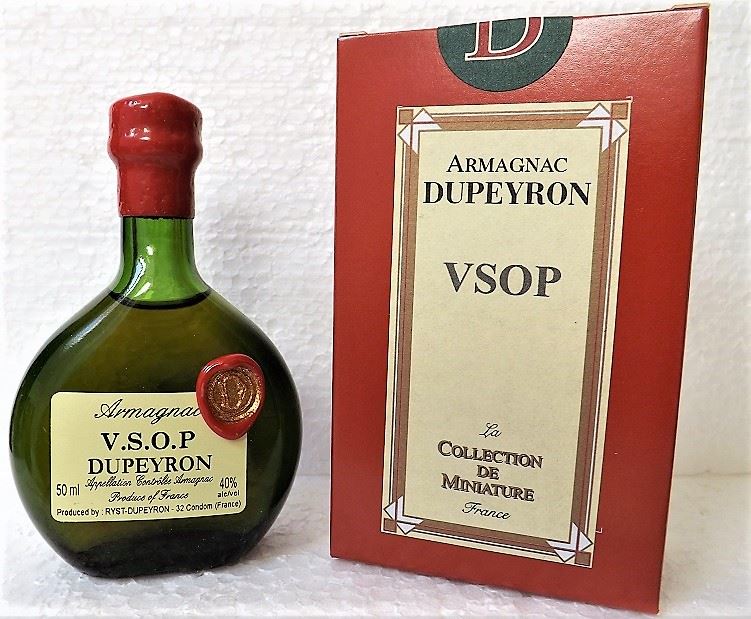 Armagnac
V.S.O.P
DUPEYRON
Appellation Contrôlée Armagnac
50 ml
40%
alc/vol
Produce of France
Produced by : RYST-DUPEYRON - 32 Condom (France)
D
D
ARMAGNAC
DUPEYRON
VSOP
La
COLLECTION
DE
MINIATURE
France